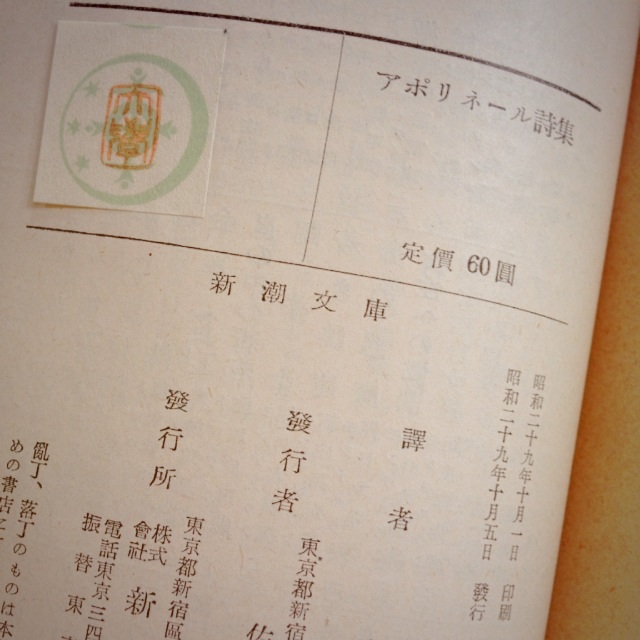 アポリネール詩集
定價 60圓
新潮文庫
昭和二十九年十月一日 印刷
昭和二十九年十月五日 發行
譯者
發行者
東京都新宿
佐
發行所
東京都新宿區
株式會社 新
電話東京三四
振替東
亂丁、落丁のものは本
めの書店に
大學